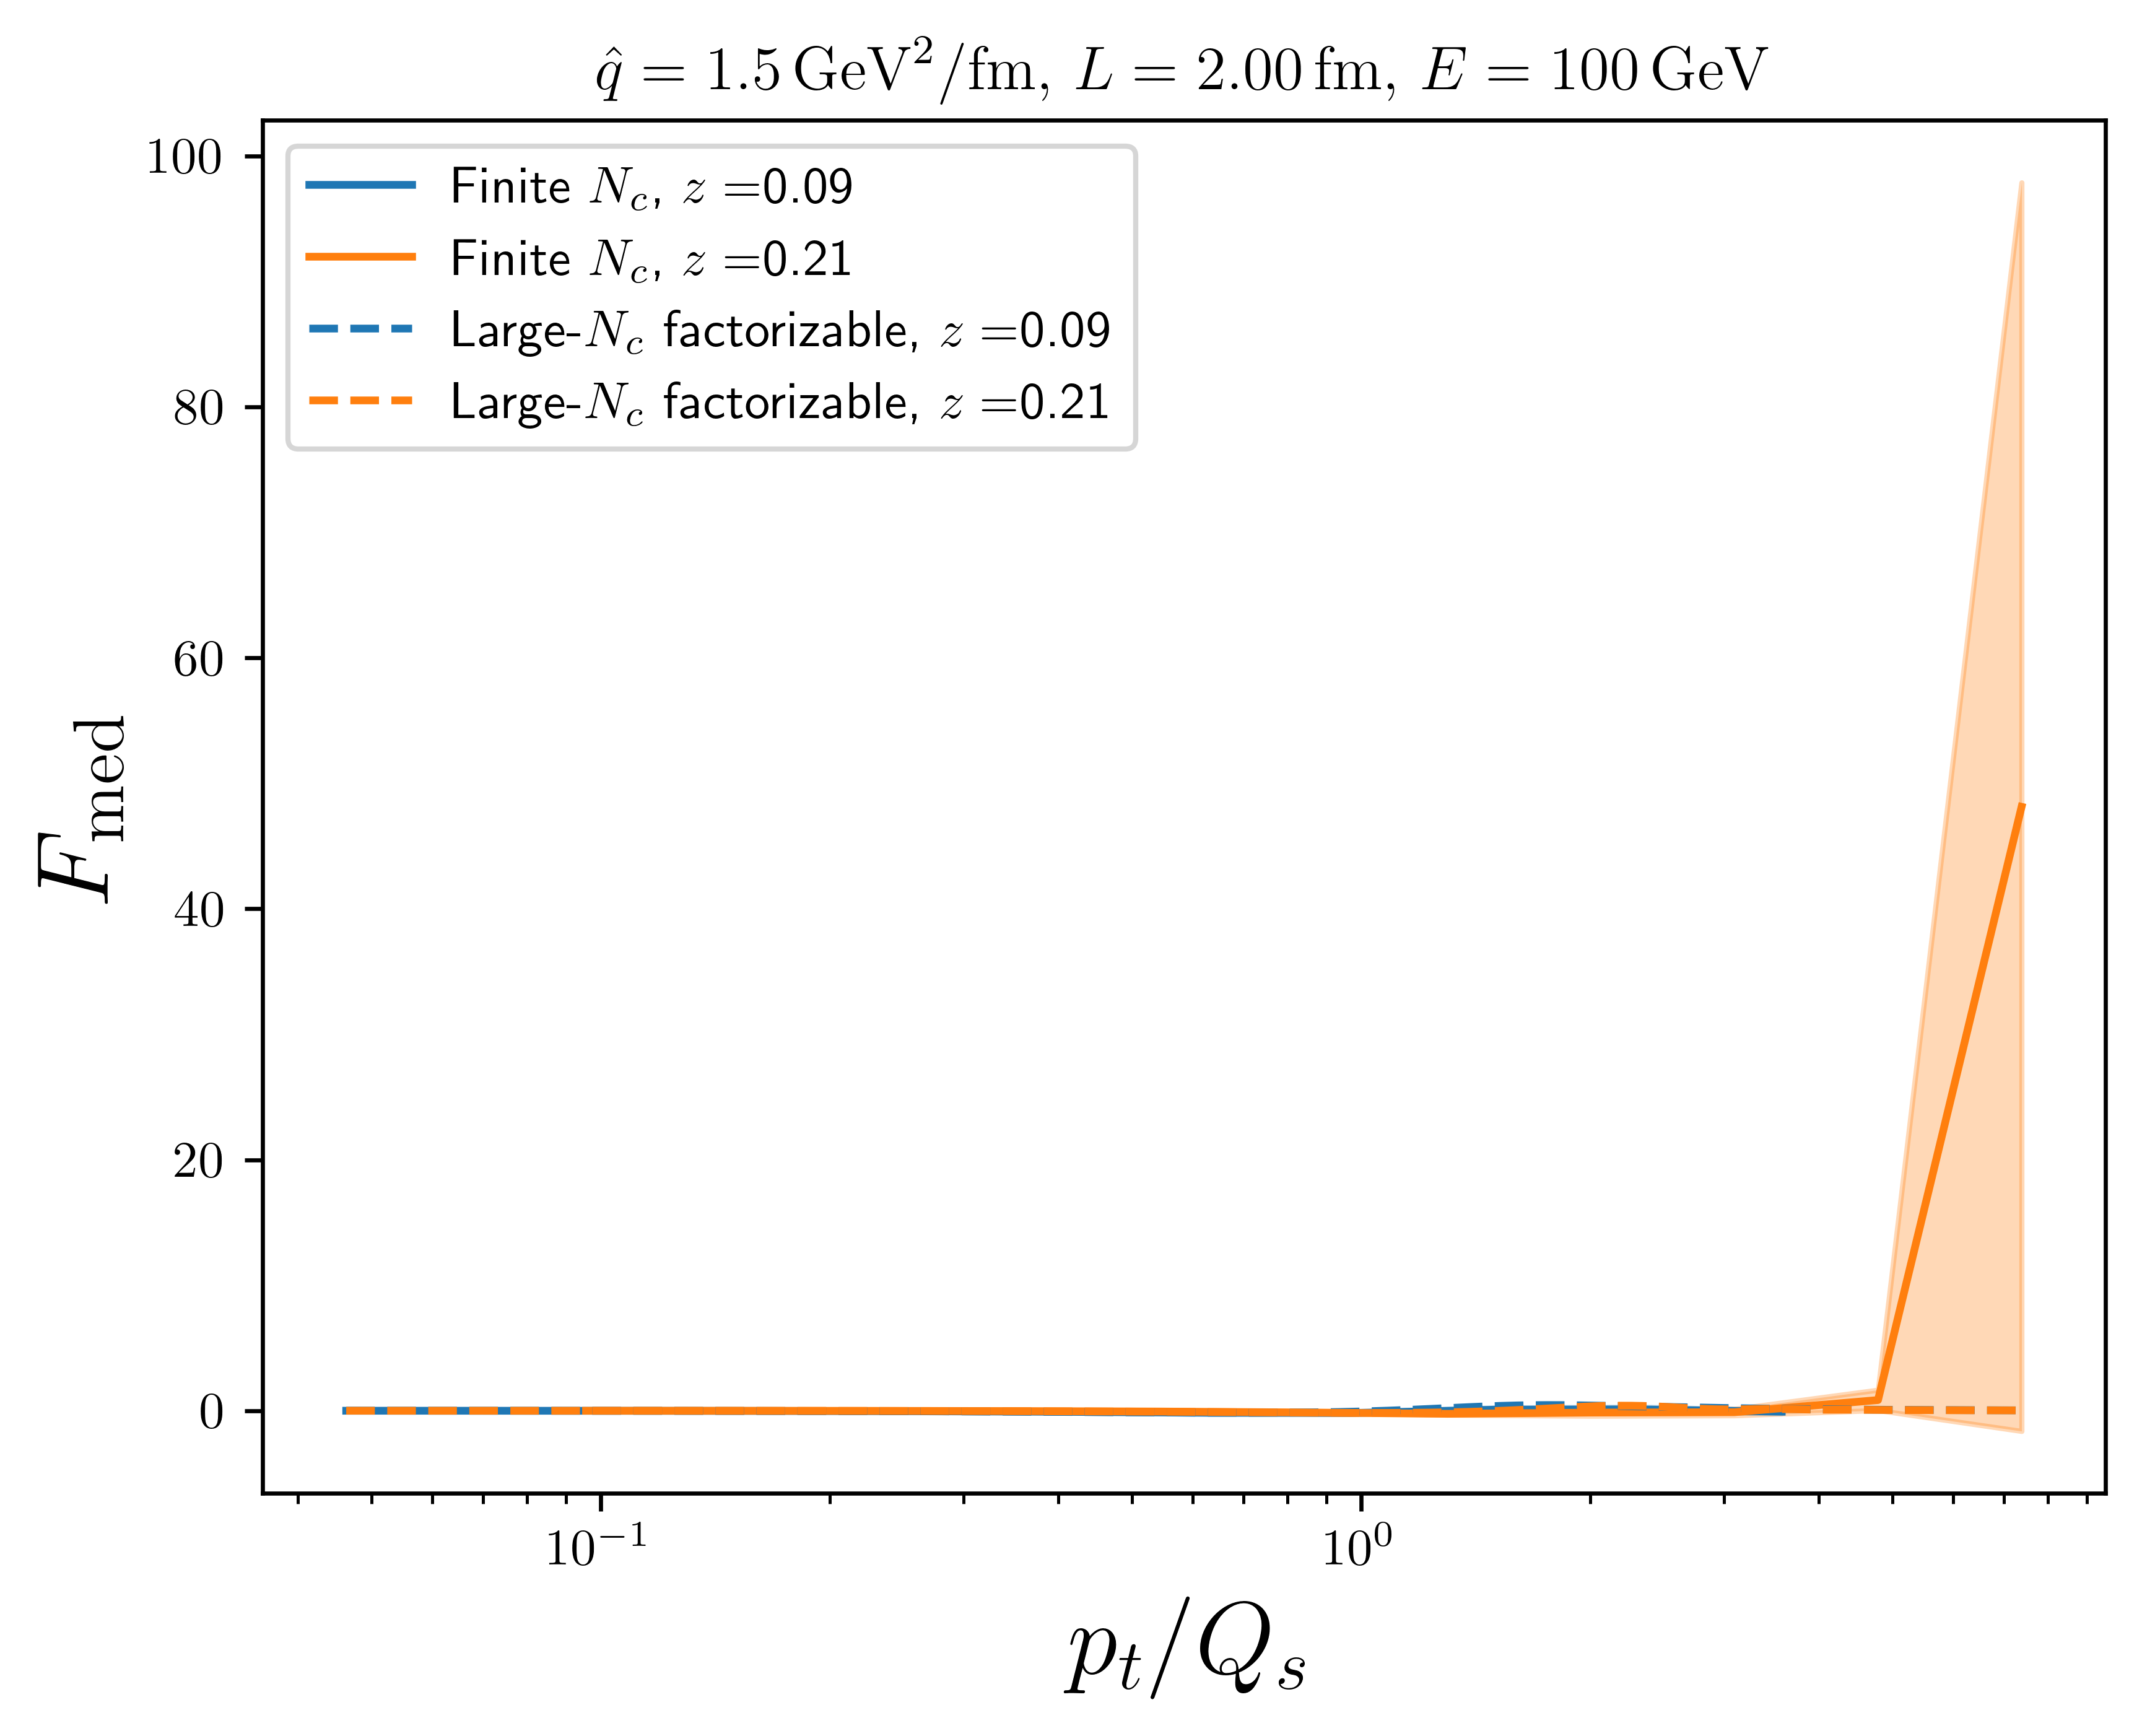 q̂ = 1.5 GeV²/fm, L = 2.00 fm, E = 100 GeV
100
80
60
40
20
0
F_med
Finite N_c, z =0.09
Finite N_c, z =0.21
Large-N_c factorizable, z =0.09
Large-N_c factorizable, z =0.21
10⁻¹
10⁰
p_t/Q_s